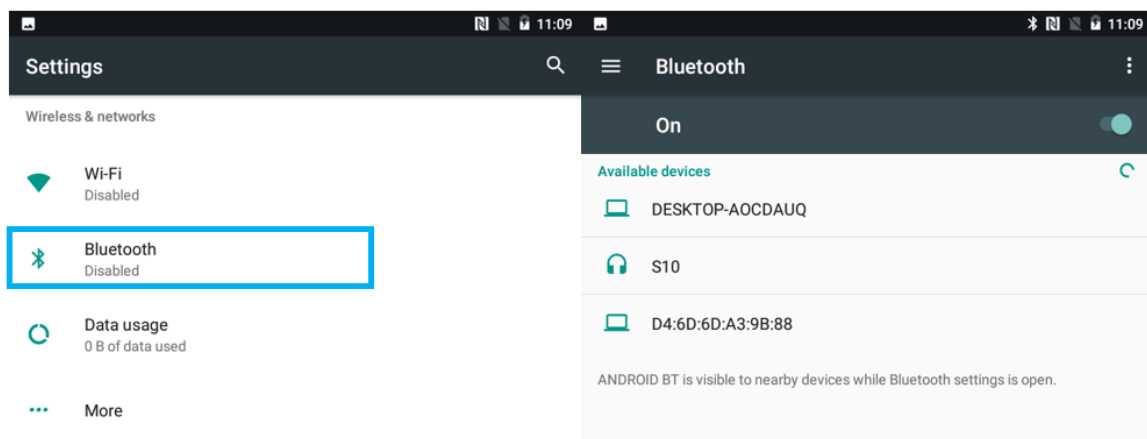 11:09
Settings
Wireless & networks
Wi-Fi
Disabled
Bluetooth
Disabled
Data usage
0 B of data used
More
11:09
Bluetooth
On
Available devices
DESKTOP-AOCDAUQ
S10
D4:6D:6D:A3:9B:88
ANDROID BT is visible to nearby devices while Bluetooth settings is open.